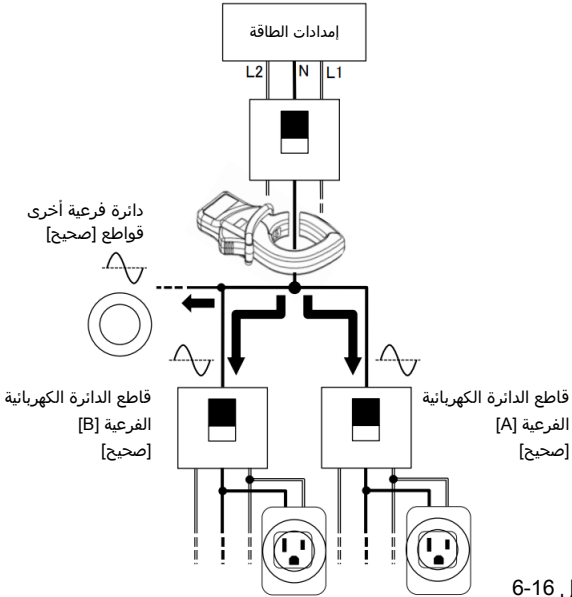 إمدادات الطاقة
L2 N L1
دائرة فرعية أخرى
قواطع [صحيح]
قاطع الدائرة الكهربائية
الفرعية [A]
[صحيح]
قاطع الدائرة الكهربائية
الفرعية [B]
[صحيح]
ل 16-6